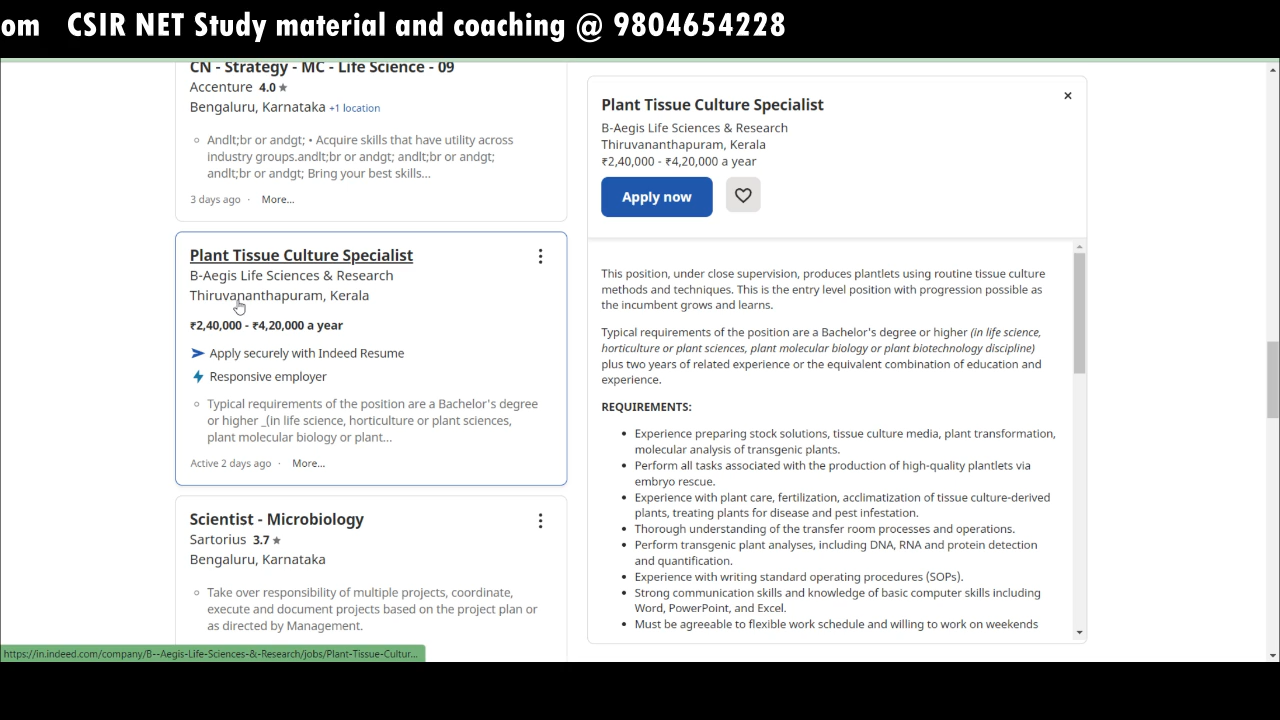 om CSIR NET Study material and coaching @ 9804654228
CN - Strategy - MC - Life Science - 09
Accenture 4.0 ★
Bengaluru, Karnataka +1 location
Andlt;br or andgt; • Acquire skills that have utility across
industry groups.andlt;br or andgt; andlt;br or andgt;
andlt;br or andgt; Bring your best skills...
3 days ago · More...
Plant Tissue Culture Specialist
B-Aegis Life Sciences & Research
Thiruvananthapuram, Kerala
₹2,40,000 - ₹4,20,000 a year
Apply securely with Indeed Resume
Responsive employer
Typical requirements of the position are a Bachelor's degree
or higher _(in life science, horticulture or plant sciences,
plant molecular biology or plant...
Active 2 days ago · More...
Scientist - Microbiology
Sartorius 3.7 ★
Bengaluru, Karnataka
Take over responsibility of multiple projects, coordinate,
execute and document projects based on the project plan or
as directed by Management.
https://in.indeed.com/company/B--Aegis-Life-Sciences-&-Research/jobs/Plant-Tissue-Cultur...
Plant Tissue Culture Specialist
B-Aegis Life Sciences & Research
Thiruvananthapuram, Kerala
₹2,40,000 - ₹4,20,000 a year
Apply now
This position, under close supervision, produces plantlets using routine tissue culture
methods and techniques. This is the entry level position with progression possible as
the incumbent grows and learns.
Typical requirements of the position are a Bachelor's degree or higher (in life science,
horticulture or plant sciences, plant molecular biology or plant biotechnology discipline)
plus two years of related experience or the equivalent combination of education and
experience.
REQUIREMENTS:
• Experience preparing stock solutions, tissue culture media, plant transformation,
molecular analysis of transgenic plants.
• Perform all tasks associated with the production of high-quality plantlets via
embryo rescue.
• Experience with plant care, fertilization, acclimatization of tissue culture-derived
plants, treating plants for disease and pest infestation.
• Thorough understanding of the transfer room processes and operations.
• Perform transgenic plant analyses, including DNA, RNA and protein detection
and quantification.
• Experience with writing standard operating procedures (SOPs).
• Strong communication skills and knowledge of basic computer skills including
Word, PowerPoint, and Excel.
• Must be agreeable to flexible work schedule and willing to work on weekends